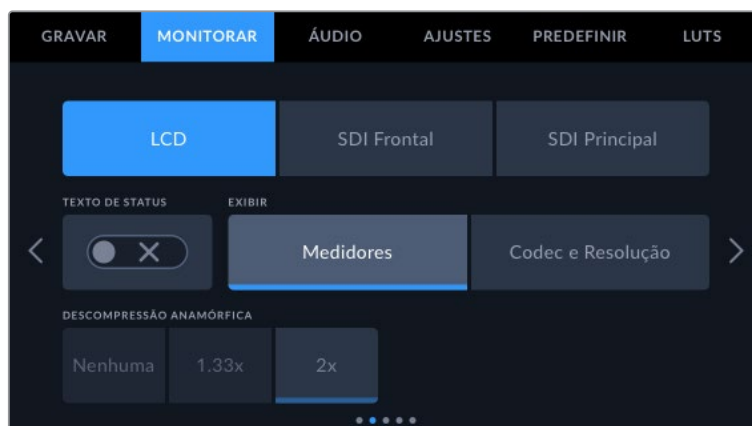 GRAVAR MONITORAR ÁUDIO AJUSTES PREDEFINIR LUTS
LCD SDI Frontal SDI Principal
TEXTO DE STATUS EXIBIR
Medidores Codec e Resolução
DESCOMPRESSÃO ANAMÓRFICA
Nenhuma 1.33x 2x